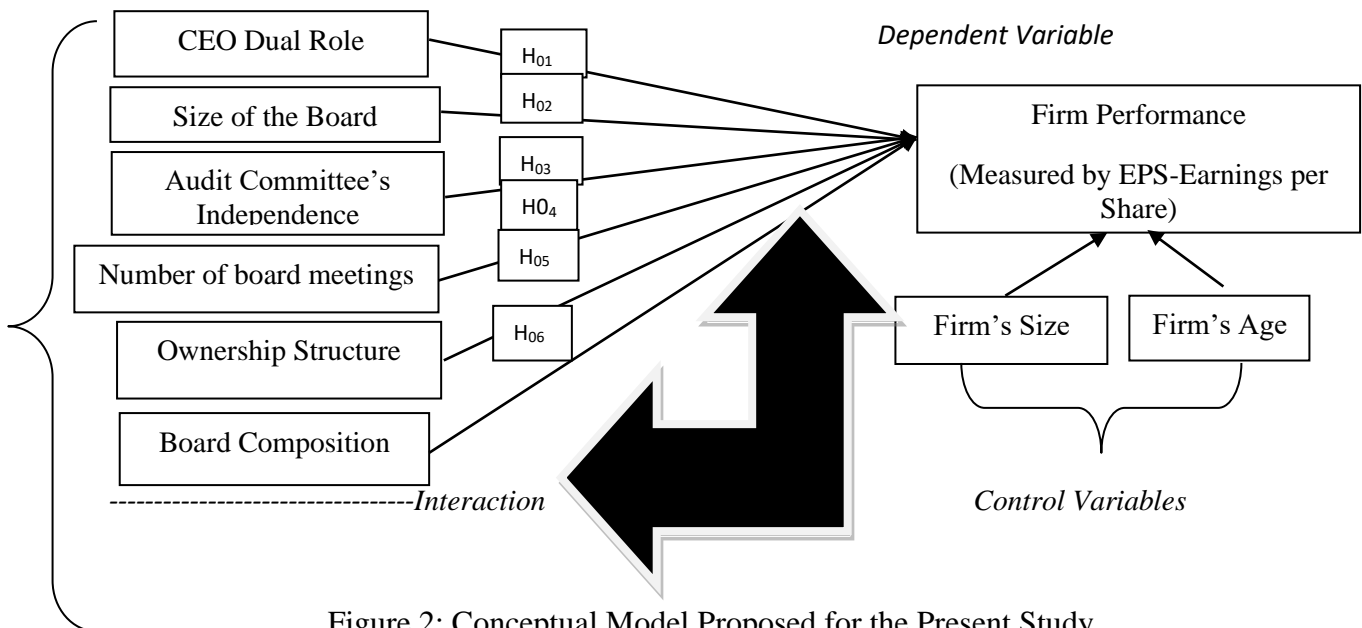 CEO Dual Role
Size of the Board
Audit Committee's
Independence
Number of board meetings
Ownership Structure
Board Composition
--------------------------------Interaction
H01
H02
H03
H04
H05
H06
Dependent Variable
Firm Performance
(Measured by EPS-Earnings per
Share)
Firm's Size
Firm's Age
Control Variables
Figure 2: Conceptual Model Proposed for the Present Study